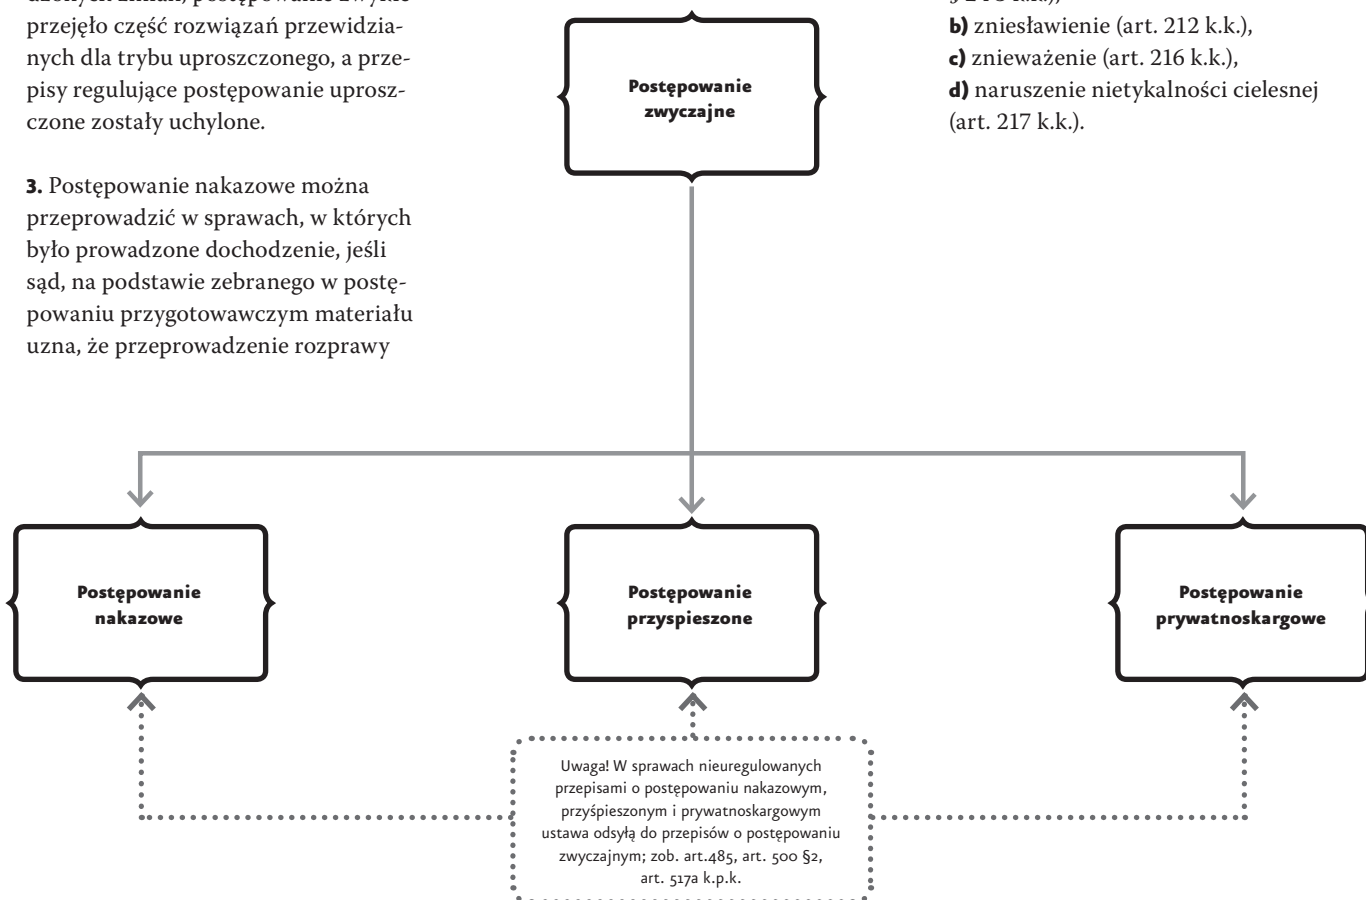 przejęło część rozwiązań przewidzia-
nych dla trybu uproszczonego, a prze-
pisy regulujące postępowanie uprosz-
czone zostały uchylone.
3. Postępowanie nakazowe można
przeprowadzić w sprawach, w których
było prowadzone dochodzenie, jeśli
sąd, na podstawie zebranego w postę-
powaniu przygotowawczym materiału
uzna, że przeprowadzenie rozprawy
b) zniesławienie (art. 212 k.k.),
c) znieważenie (art. 216 k.k.),
d) naruszenie nietykalności cielesnej
(art. 217 k.k.).
Postępowanie
zwyczajne
Postępowanie
nakazowe
Postępowanie
przyspieszone
Postępowanie
prywatnoskargowe
Uwaga! W sprawach nieuregulowanych
przepisami o postępowaniu nakazowym,
przyśpieszonym i prywatnoskargowym
ustawa odsyłą do przepisów o postępowaniu
zwyczajnym; zob. art.485, art. 500 §2,
art. 517a k.p.k.